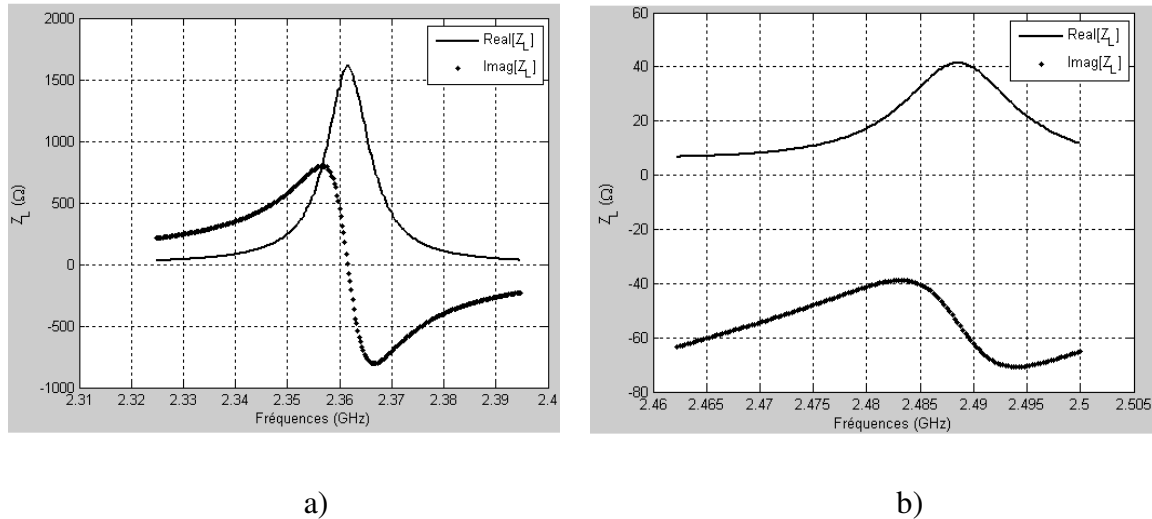 2000
1500
1000
500
0
-500
-1000
Z_L (Ω)
2.31 2.33 2.34 2.35 2.36 2.37 2.38 2.39 2.4
Fréquences (GHz)
Real[Z_L]
Imag[Z_L]
60
40
20
0
-20
-40
-60
-80
Z_L (Ω)
2.46 2.465 2.47 2.475 2.48 2.485 2.49 2.495 2.5 2.505
Fréquences (GHz)
Real[Z_L]
Imag[Z_L]
a)
b)